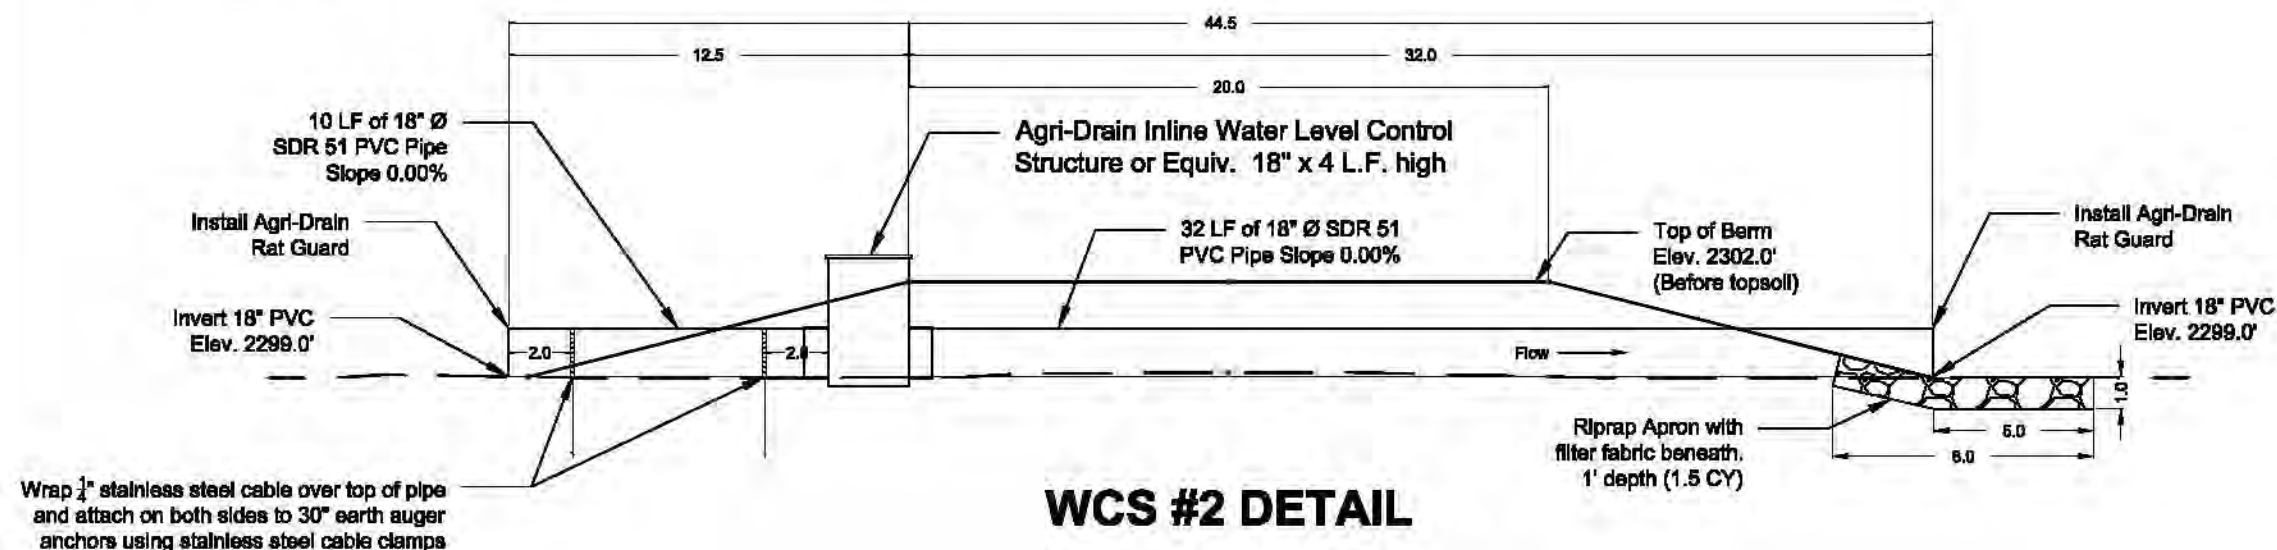 44.5
12.5
32.0
20.0
10 LF of 18" Ø
SDR 51 PVC Pipe
Slope 0.00%
Agri-Drain Inline Water Level Control
Structure or Equiv. 18" x 4 L.F. high
Install Agri-Drain
Rat Guard
32 LF of 18" Ø SDR 51
PVC Pipe Slope 0.00%
Top of Berm
Elev. 2302.0'
(Before topsoil)
Install Agri-Drain
Rat Guard
Invert 18" PVC
Elev. 2299.0'
Invert 18" PVC
Elev. 2299.0'
2.0
2.0
Flow
1.0
Riprap Apron with
filter fabric beneath.
1' depth (1.5 CY)
5.0
8.0
Wrap 1/4" stainless steel cable over top of pipe
and attach on both sides to 30" earth auger
anchors using stainless steel cable clamps
WCS #2 DETAIL